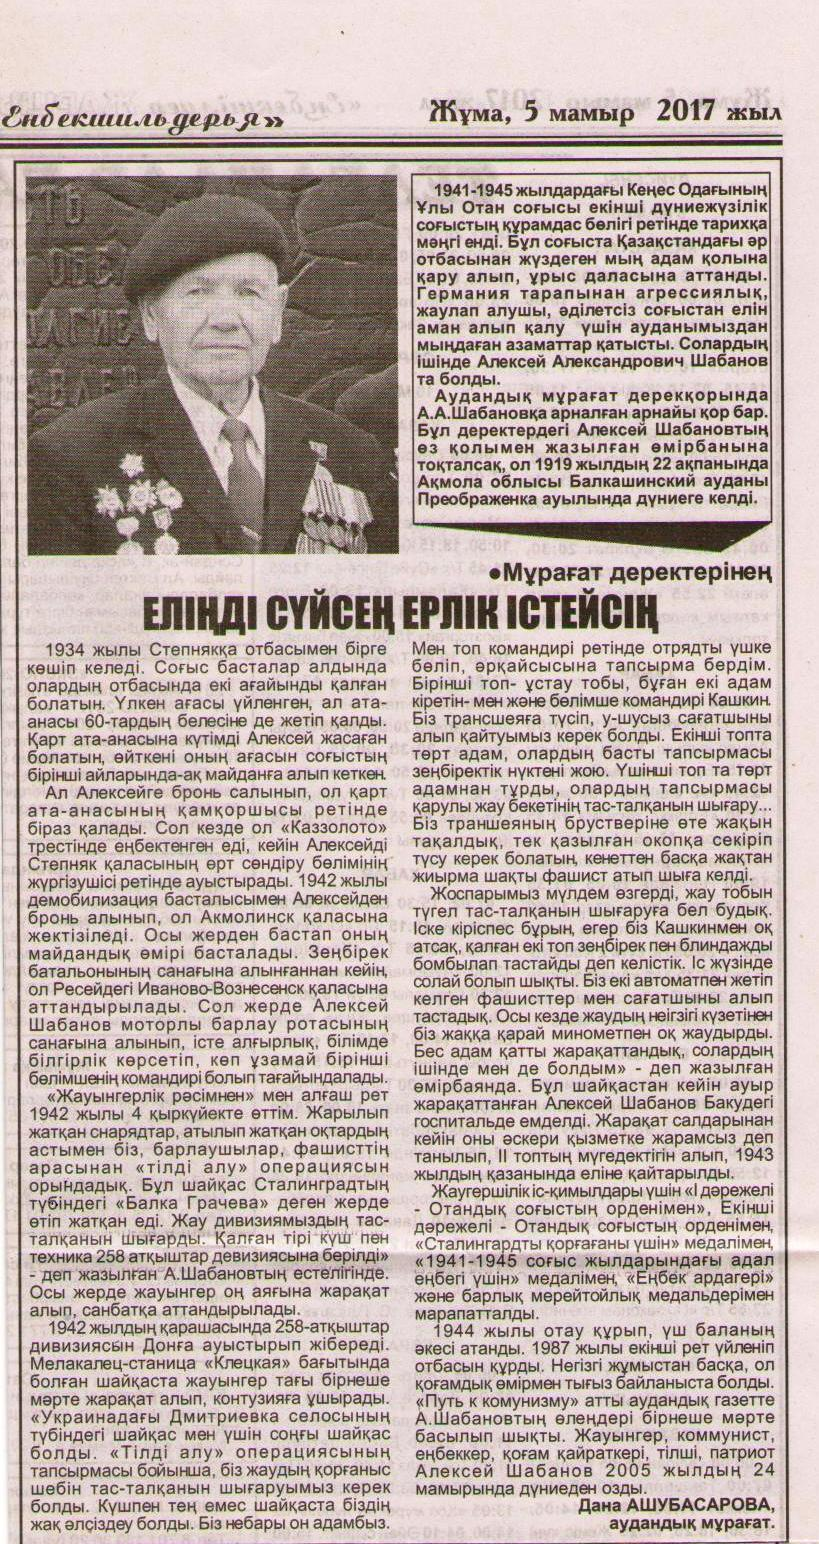 Еңбекшильдерья»
Жұма, 5 мамыр 2017 жыл
1941-1945 жылдардағы Кеңес Одағының
Ұлы Отан соғысы екінші дүниежүзілік
соғыстың құрамдас бөлігі ретінде тарихқа
мәңгі енді. Бұл соғыста Қазақстандағы әр
отбасынан жүздеген мың адам қолына
қару алып, ұрыс даласына аттанды.
Германия тарапынан агрессиялық,
жаулап алушы, әділетсіз соғыстан елін
аман алып қалу үшін ауданымыздан
мыңдаған азаматтар қатысты. Солардың
ішінде Алексей Александрович Шабанов
та болды.
Аудандық мұрағат дерекқорында
А.А.Шабановқа арналған арнайы қор бар.
Бұл деректердегі Алексей Шабановтың
өз қолымен жазылған өмірбанына
тоқталсақ, ол 1919 жылдың 22 ақпанында
Ақмола облысы Балкашинский ауданы
Преображенка ауылында дүниеге келді.
●Мұрағат деректерінең
ЕЛІҢДІ СҮЙСЕҢ ЕРЛІК ІСТЕЙСІҢ
1934 жылы Степнякқа отбасымен бірге
көшіп келеді. Соғыс басталар алдында
олардың отбасында екі ағайынды қалған
болатын. Үлкен ағасы үйленген, ал ата-
анасы 60-тардың белесіне де жетіп қалды.
Қарт ата-анасына күтімді Алексей жасаған
болатын, өйткені оның ағасын соғыстың
бірінші айларында-ақ майданға алып кеткен.
Ал Алексейге бронь салынып, ол қарт
ата-анасының қамқоршысы ретінде
біраз қалады. Сол кезде ол «Каззолото»
трестінде еңбектенген еді, кейін Алексейді
Степняк қаласының өрт сөндіру бөлімінің
жүргізушісі ретінде ауыстырады. 1942 жылы
демобилизация басталысымен Алексейден
бронь алынып, ол Акмолинск қаласына
жектізіледі. Осы жерден бастап оның
майдандық өмірі басталады. Зеңбірек
батальонының санағына алынғаннан кейін,
ол Ресейдегі Иваново-Вознесенск қаласына
аттандырылады. Сол жерде Алексей
Шабанов моторлы барлау ротасының
санағына алынып, істе алғырлық, білімде
білгірлік көрсетіп, көп ұзамай бірінші
бөлімшенің командирі болып тағайындалады.
«Жауынгерлік рәсімнен» мен алғаш рет
1942 жылы 4 қыркүйекте өттім. Жарылып
жатқан снарядтар, атылып жатқан оқтардың
астымен біз, барлаушылар, фашисттің
арасынан «тілді алу» операциясын
орындадық. Бұл шайқас Сталинградтың
түбіндегі «Балка Грачева» деген жерде
өтіп жатқан еді. Жау дивизиямыздың тас-
талқанын шығарды. Қалған тірі күш пен
техника 258 атқыштар девизиясына берілді»
- деп жазылған А.Шабановтың естелігінде.
Осы жерде жауынгер оң аяғына жарақат
алып, санбатқа аттандырылады.
1942 жылдың қарашасында 258-атқыштар
дивизиясын Донға ауыстырып жібереді.
Мелакалец-станица «Клецкая» бағытында
болған шайқаста жауынгер тағы бірнеше
мәрте жарақат алып, контузияға ұшырады.
«Украинадағы Дмитриевка селосының
түбіндегі шайқас мен үшін соңғы шайқас
болды. «Тілді алу» операциясының
тапсырмасы бойынша, біз жаудың қорғаныс
шебін тас-талқанын шығаруымыз керек
болды. Күшпен тең емес шайқаста біздің
жақ әлсіздеу болды. Біз небары он адамбыз.
Мен топ командирі ретінде отрядты үшке
бөліп, әрқайсысына тапсырма бердім.
Бірінші топ- ұстау тобы, бұған екі адам
кіретін- мен және бөлімше командирі Кашкин.
Біз трансшеяға түсіп, у-шусыз сағатшыны
алып қайтуымыз керек болды. Екінші топта
төрт адам, олардың басты тапсырмасы
зеңбіректік нүктені жою. Үшінші топ та төрт
адамнан тұрды, олардың тапсырмасы
қарулы жау бекетінің тас-талқанын шығару...
Біз траншеяның брустверіне өте жақын
тақалдық, тек қазылған окопқа секіріп
түсу керек болатын, кенеттен басқа жақтан
жиырма шақты фашист атып шыға келді.
Жоспарымыз мүлдем өзгерді, жау тобын
түгел тас-талқанын шығаруға бел будық.
Іске кіріспес бұрын, егер біз Кашкинмен оқ
атсақ, қалған екі топ зеңбірек пен блиндажды
бомбылап тастайды деп келістік. Іс жүзінде
солай болып шықты. Біз екі автоматпен жетіп
келген фашисттер мен сағатшыны алып
тастадық. Осы кезде жаудың неігзгі күзетінен
біз жаққа қарай минометпен оқ жаудырды.
Бес адам қатты жарақаттандық, солардың
ішінде мен де болдым» - деп жазылған
өмірбаянда. Бұл шайқастан кейін ауыр
жарақаттанған Алексей Шабанов Бакудегі
госпитальде емделді. Жарақат салдарынан
кейін оны әскери қызметке жарамсыз деп
танылып, II топтың мүгедектігін алып, 1943
жылдың қазанында еліне қайтарылды.
Жаугершілік іс-қимылдары үшін «I дәрежелі
- Отандық соғыстың орденімен», Екінші
дәрежелі - Отандық соғыстың орденімен,
«Сталингардты қорғағаны үшін» медалімен,
«1941-1945 соғыс жылдарындағы адал
еңбегі үшін» медалімен, «Еңбек ардагері»
және барлық мерейтойлық медальдерімен
марапатталды.
1944 жылы отау құрып, үш баланың
әкесі атанды. 1987 жылы екінші рет үйленіп
отбасын құрды. Негізгі жұмыстан басқа, ол
қоғамдық өмірмен тығыз байланыста болды.
«Путь к комунизму» атты аудандық газетте
А.Шабановтың өлеңдері бірнеше мәрте
басылып шықты. Жауынгер, коммунист,
еңбеккер, қоғам қайраткері, тілші, патриот
Алексей Шабанов 2005 жылдың 24
мамырында дүниеден озды.
Дана АШУБАСАРОВА,
аудандық мұрағат.